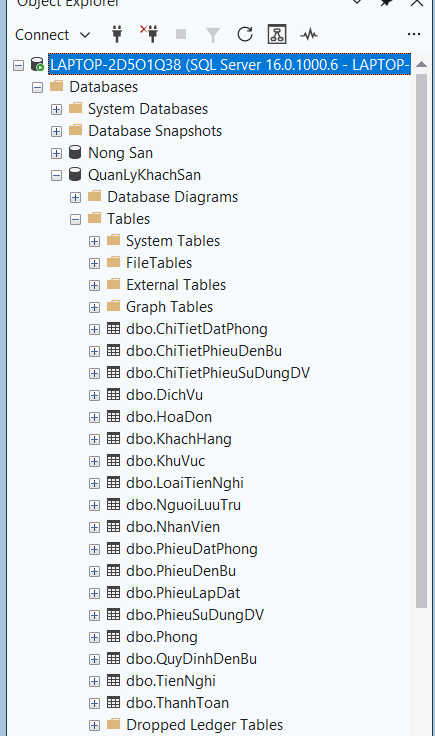 Object Explorer
Connect
LAPTOP-2D5O1Q38 (SQL Server 16.0.1000.6 - LAPTOP-
Databases
System Databases
Database Snapshots
Nong San
QuanLyKhachSan
Database Diagrams
Tables
System Tables
FileTables
External Tables
Graph Tables
dbo.ChiTietDatPhong
dbo.ChiTietPhieuDenBu
dbo.ChiTietPhieuSuDungDV
dbo.DichVu
dbo.HoaDon
dbo.KhachHang
dbo.KhuVuc
dbo.LoaiTienNghi
dbo.NguoiLuuTru
dbo.NhanVien
dbo.PhieuDatPhong
dbo.PhieuDenBu
dbo.PhieuLapDat
dbo.PhieuSuDungDV
dbo.Phong
dbo.QuyDinhDenBu
dbo.TienNghi
dbo.ThanhToan
Dropped Ledger Tables